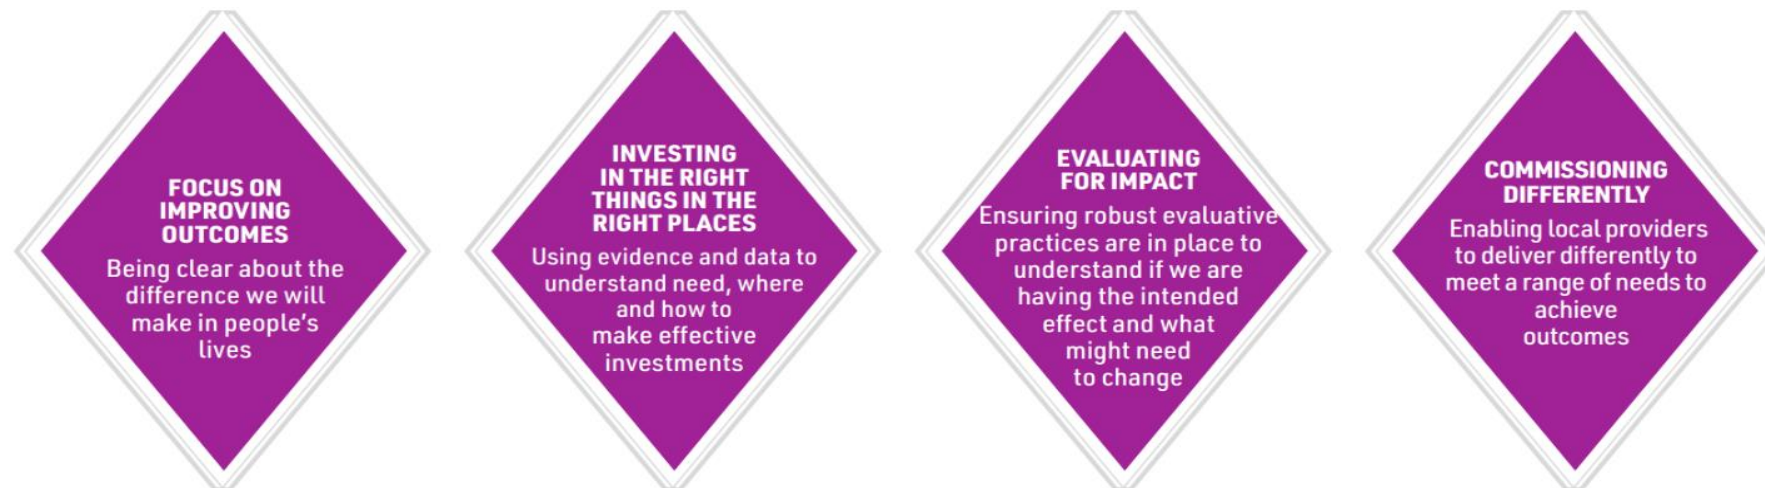 FOCUS ON
IMPROVING
OUTCOMES
Being clear about the
difference we will
make in people's
lives
INVESTING
IN THE RIGHT
THINGS IN THE
RIGHT PLACES
Using evidence and data to
understand need, where
and how to
make effective
investments
EVALUATING
FOR IMPACT
Ensuring robust evaluative
practices are in place to
understand if we are
having the intended
effect and what
might need
to change
COMMISSIONING
DIFFERENTLY
Enabling local providers
to deliver differently to
meet a range of needs to
achieve
outcomes